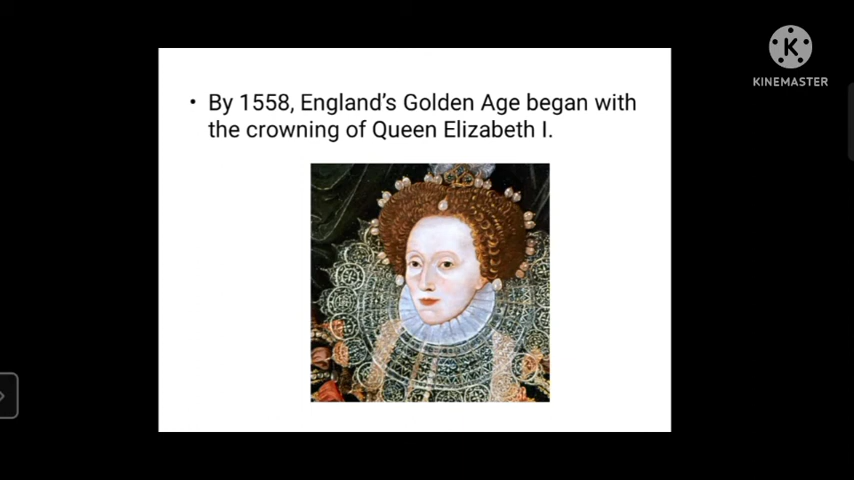 KINEMASTER
• By 1558, England’s Golden Age began with
the crowning of Queen Elizabeth I.